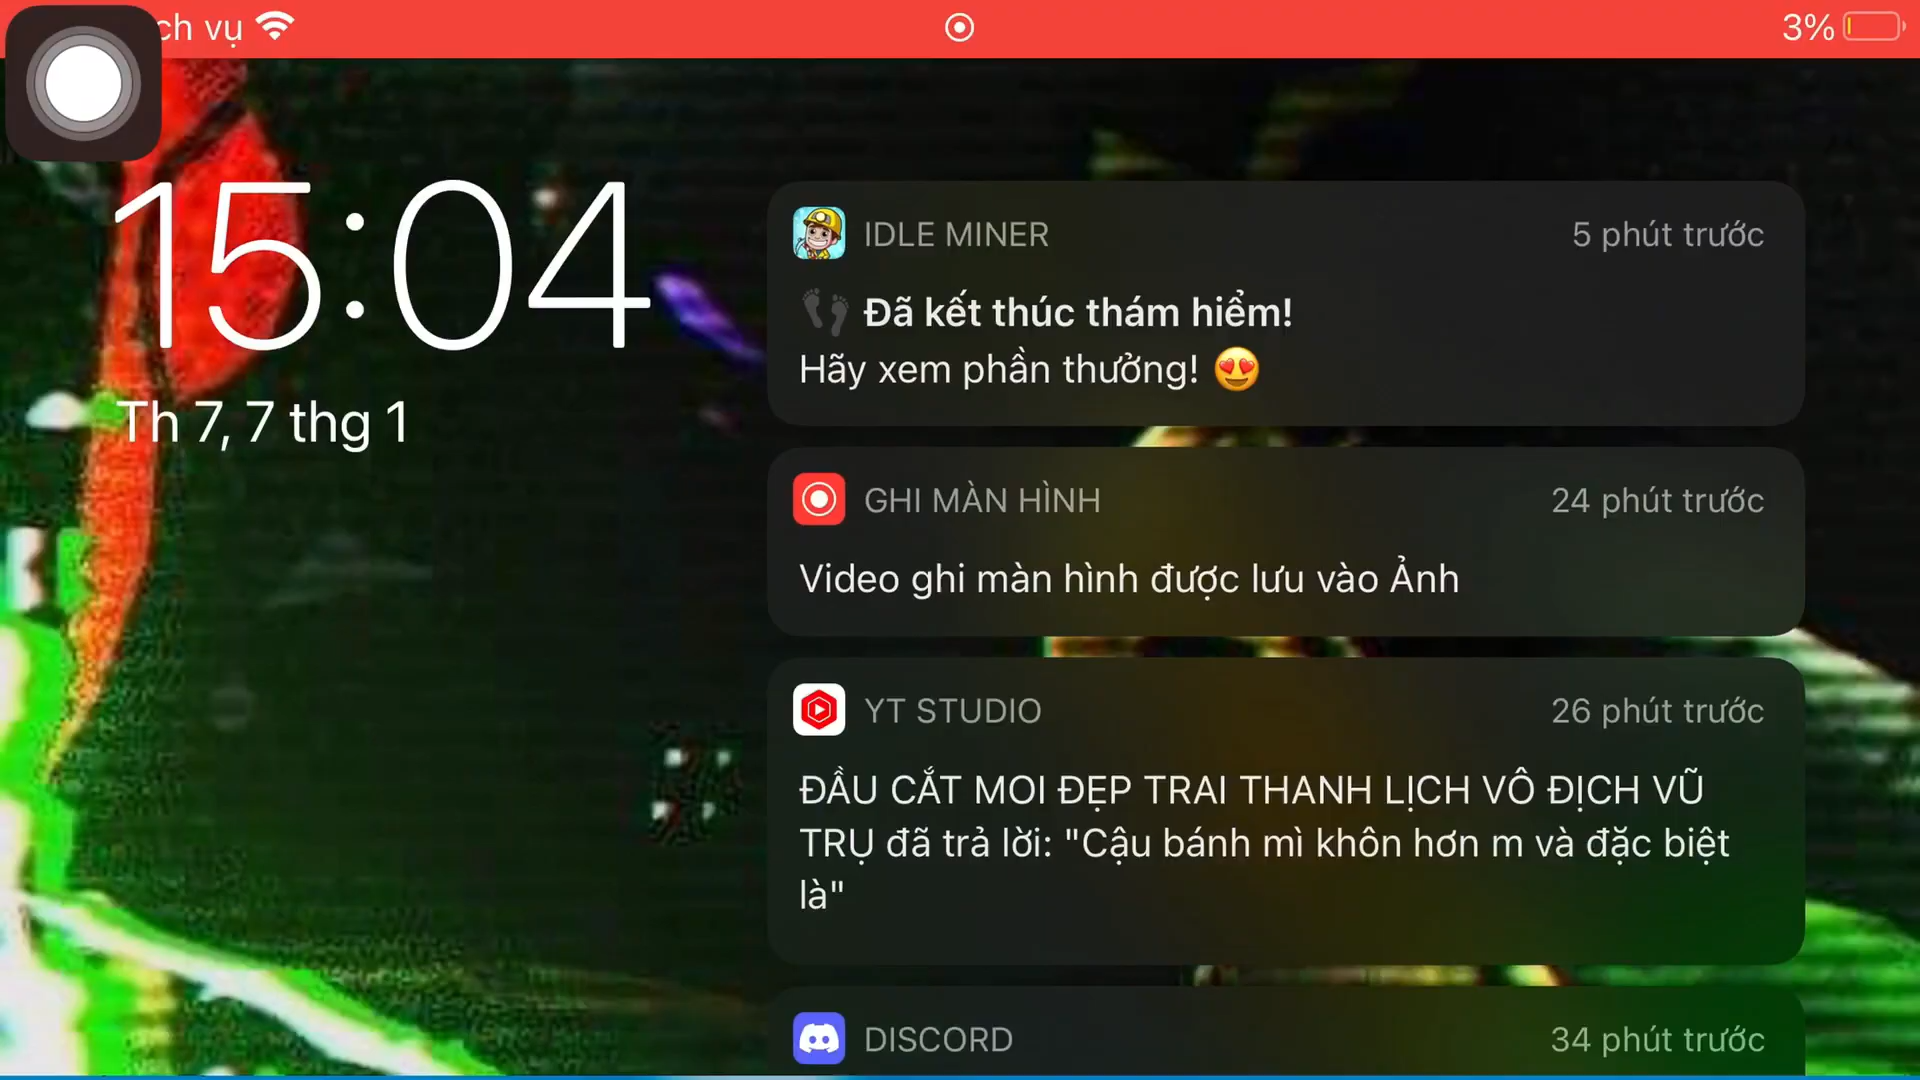 ch vụ
3%
15:04
Th 7, 7 thg 1
IDLE MINER
5 phút trước
👣 Đã kết thúc thám hiểm!
Hãy xem phần thưởng! 😍
GHI MÀN HÌNH
24 phút trước
Video ghi màn hình được lưu vào Ảnh
YT STUDIO
26 phút trước
ĐẦU CẮT MOI ĐẸP TRAI THANH LỊCH VÔ ĐỊCH VŨ
TRỤ đã trả lời: "Cậu bánh mì khôn hơn m và đặc biệt
là"
DISCORD
34 phút trước